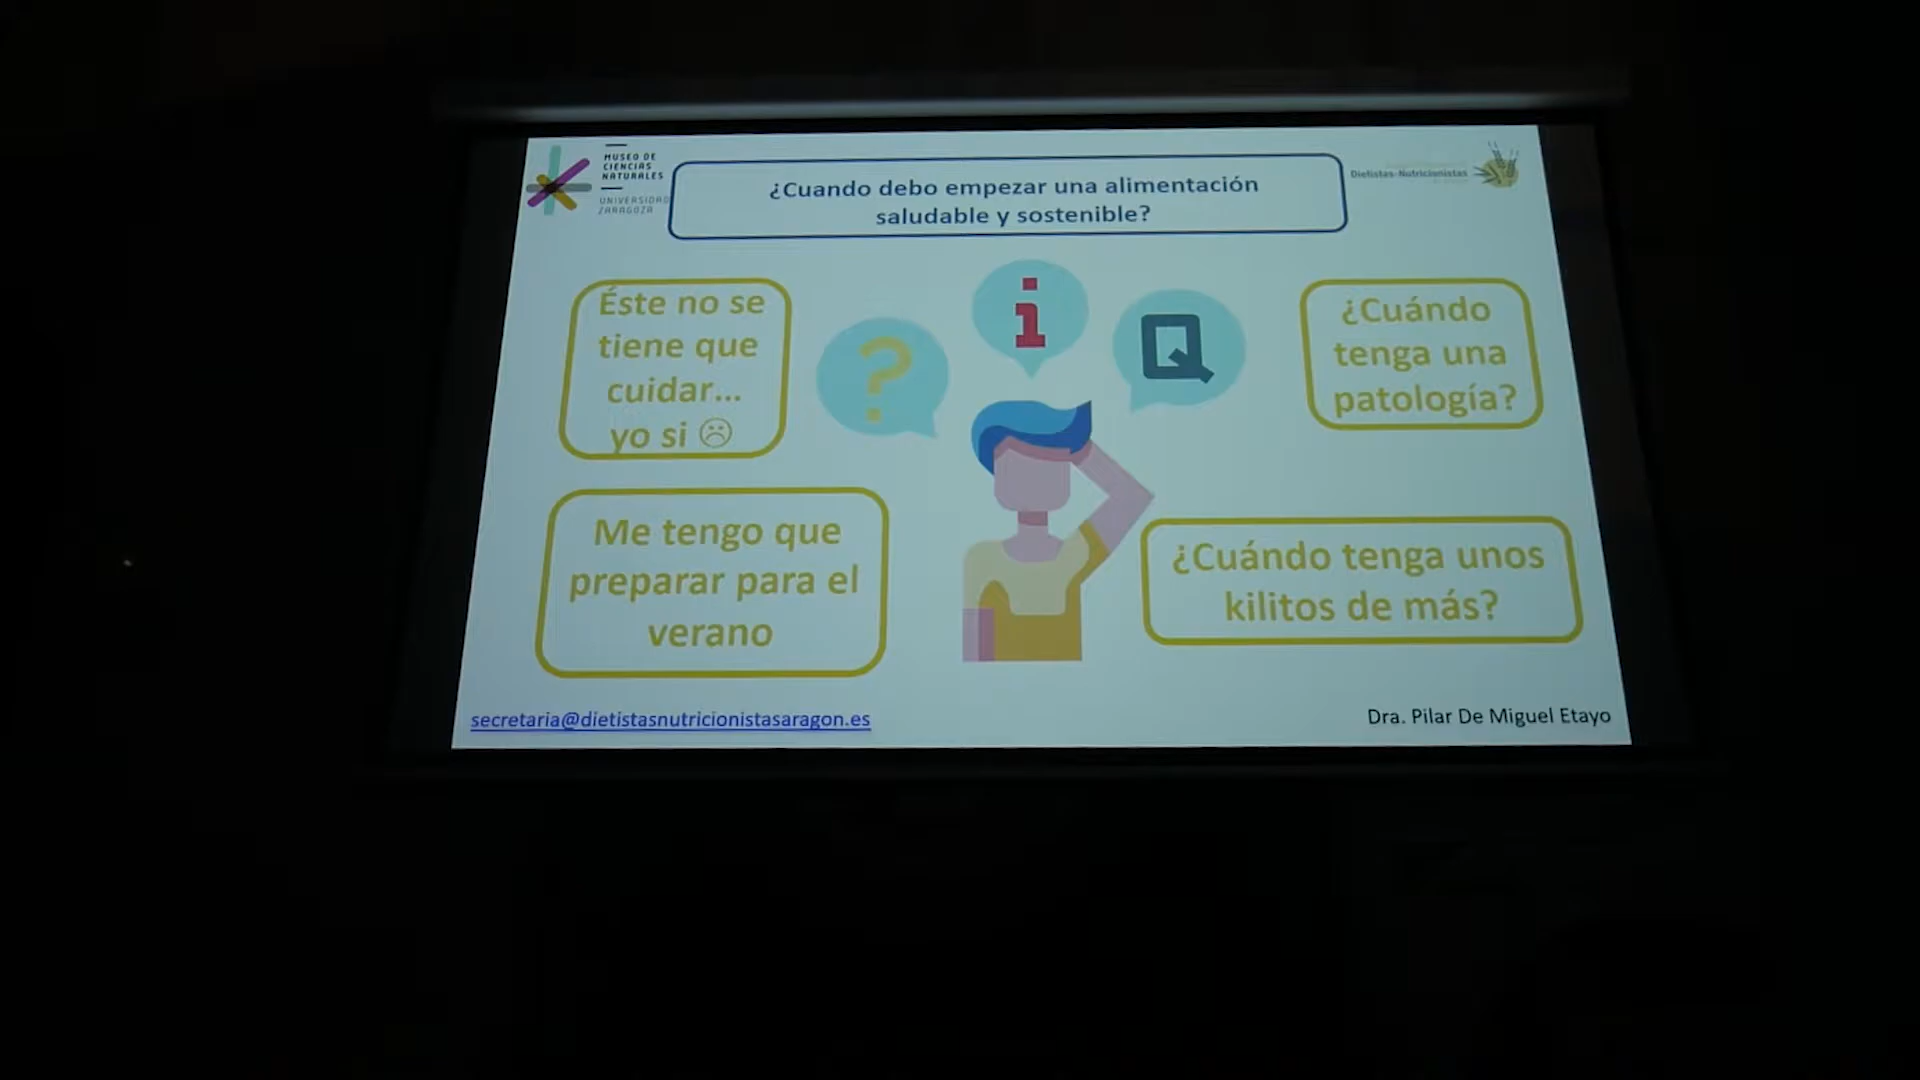 MUSEO DE
CIENCIAS
NATURALES
UNIVERSIDAD
ZARAGOZA
¿Cuando debo empezar una alimentación
saludable y sostenible?
Dietistas-Nutricionistas
Éste no se
tiene que
cuidar...
yo si ☹
?
i
Q
¿Cuándo
tenga una
patología?
Me tengo que
preparar para el
verano
¿Cuándo tenga unos
kilitos de más?
secretaria@dietistasnutricionistasaragon.es
Dra. Pilar De Miguel Etayo